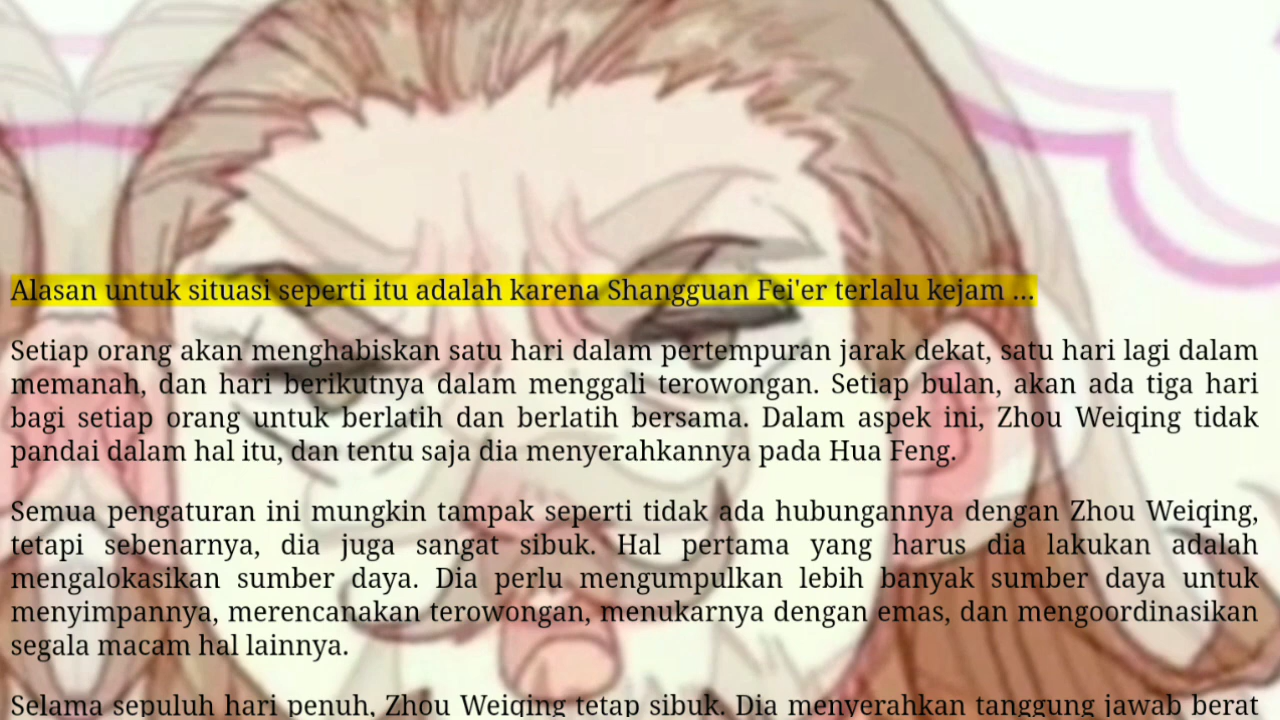 Alasan untuk situasi seperti itu adalah karena Shangguan Fei'er terlalu kejam ...
Setiap orang akan menghabiskan satu hari dalam pertempuran jarak dekat, satu hari lagi dalam
memanah, dan hari berikutnya dalam menggali terowongan. Setiap bulan, akan ada tiga hari
bagi setiap orang untuk berlatih dan berlatih bersama. Dalam aspek ini, Zhou Weiqing tidak
pandai dalam hal itu, dan tentu saja dia menyerahkannya pada Hua Feng.
Semua pengaturan ini mungkin tampak seperti tidak ada hubungannya dengan Zhou Weiqing,
tetapi sebenarnya, dia juga sangat sibuk. Hal pertama yang harus dia lakukan adalah
mengalokasikan sumber daya. Dia perlu mengumpulkan lebih banyak sumber daya untuk
menyimpannya, merencanakan terowongan, menukarnya dengan emas, dan mengoordinasikan
segala macam hal lainnya.
Selama sepuluh hari penuh, Zhou Weiqing tetap sibuk. Dia menyerahkan tanggung jawab berat